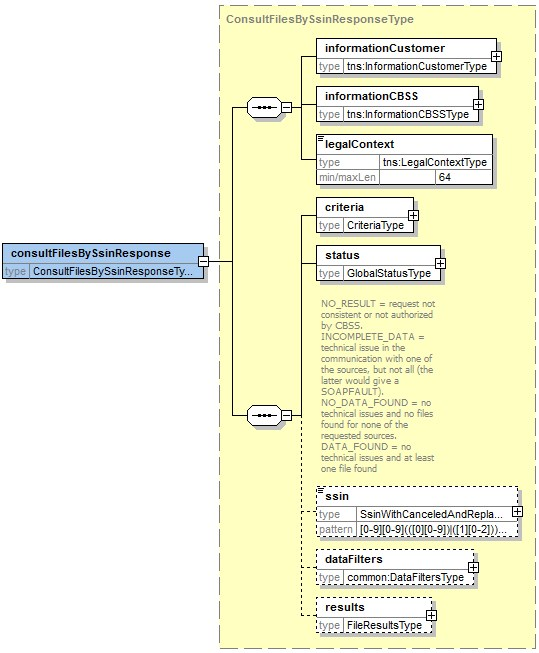 ConsultFilesBySsinResponseType
informationCustomer
type tns:InformationCustomerType
informationCBSS
type tns:InformationCBSSType
legalContext
type tns:LegalContextType
min/maxLen 64
criteria
type CriteriaType
consultFilesBySsinResponse
type ConsultFilesBySsinResponseTy...
status
type GlobalStatusType
NO_RESULT = request not
consistent or not authorized
by CBSS.
INCOMPLETE_DATA =
technical issue in the
communication with one of
the sources, but not all (the
latter would give a
SOAPFAULT).
NO_DATA_FOUND = no
technical issues and no files
found for none of the
requested sources.
DATA_FOUND = no
technical issues and at least
one file found
ssin
type SsinWithCanceledAndRepla...
pattern [0-9][0-9](([0][0-9])|([1][0-2]))...
dataFilters
type common:DataFiltersType
results
type FileResultsType